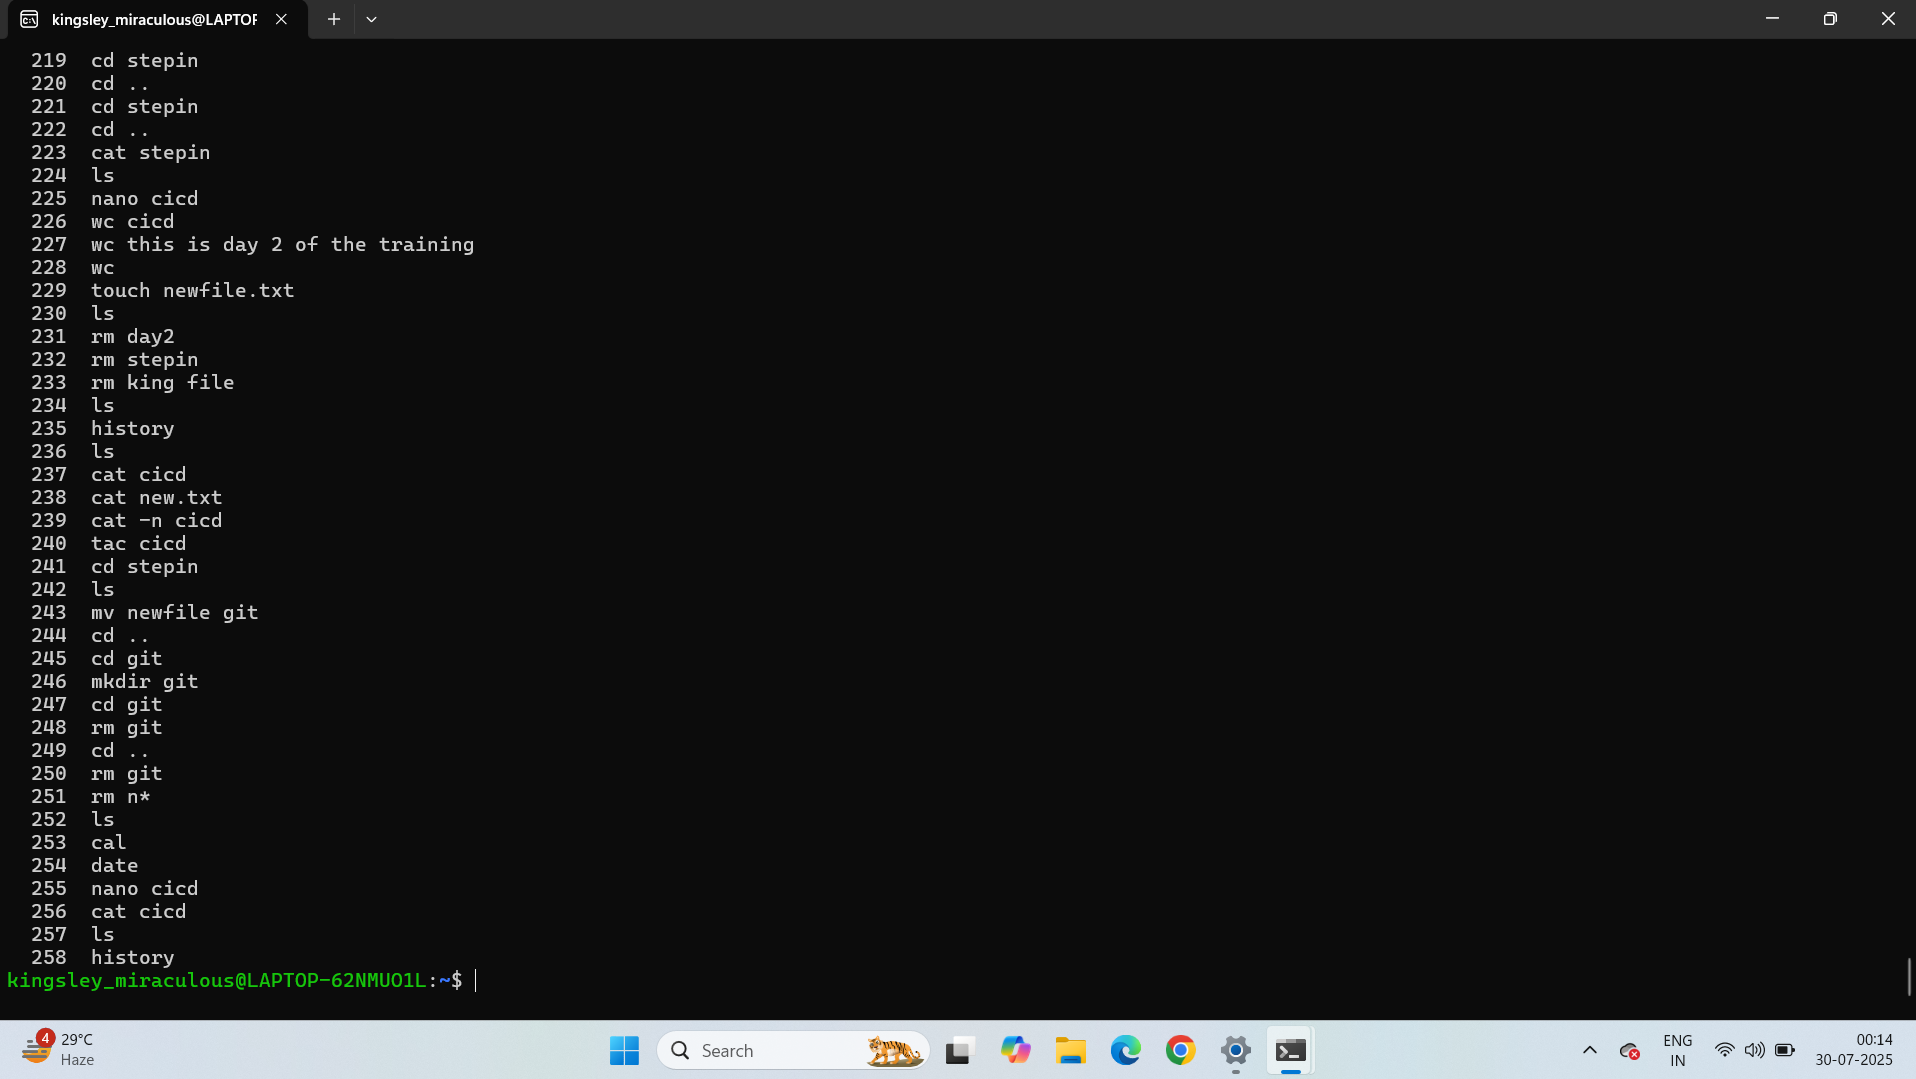 kingsley_miraculous@LAPTOP
219 cd stepin
220 cd ..
221 cd stepin
222 cd ..
223 cat stepin
224 ls
225 nano cicd
226 wc cicd
227 wc this is day 2 of the training
228 wc
229 touch newfile.txt
230 ls
231 rm day2
232 rm stepin
233 rm king file
234 ls
235 history
236 ls
237 cat cicd
238 cat new.txt
239 cat -n cicd
240 tac cicd
241 cd stepin
242 ls
243 mv newfile git
244 cd ..
245 cd git
246 mkdir git
247 cd git
248 rm git
249 cd ..
250 rm git
251 rm n*
252 ls
253 cal
254 date
255 nano cicd
256 cat cicd
257 ls
258 history
kingsley_miraculous@LAPTOP-62NMUO1L:~$
4
29°C
Haze
Search
ENG
IN
00:14
30-07-2025